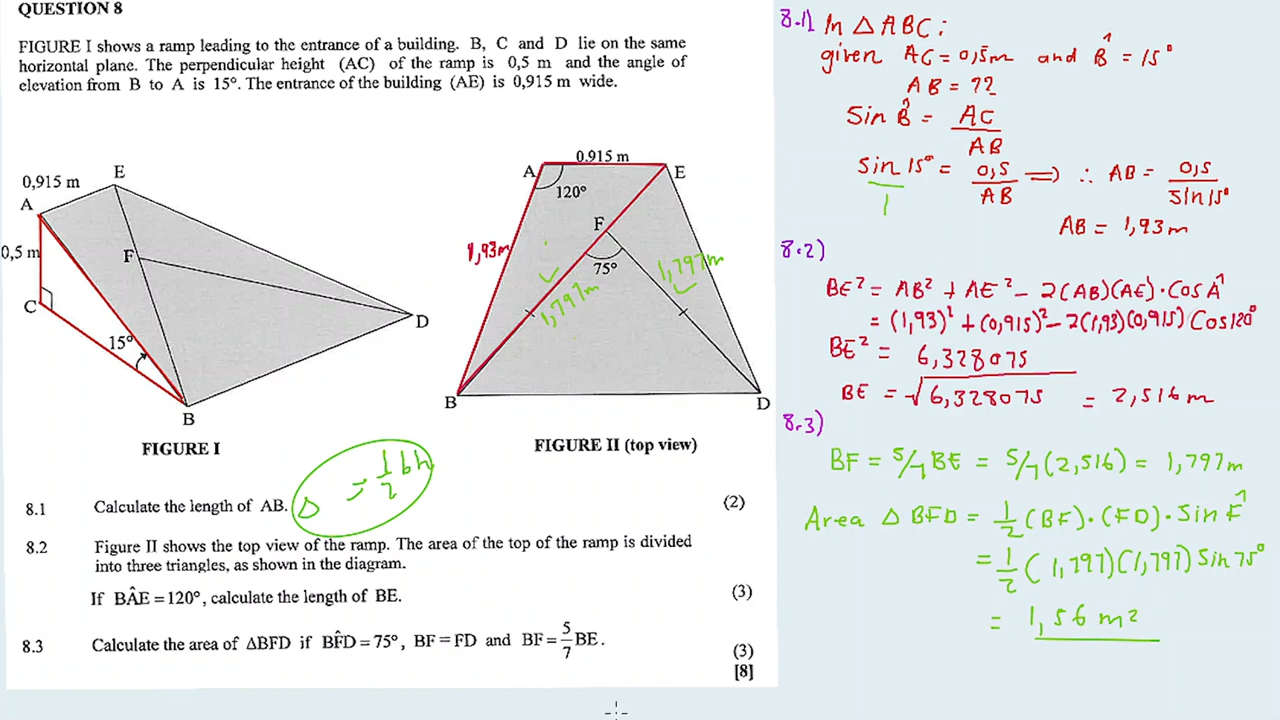 QUESTION 8
FIGURE I shows a ramp leading to the entrance of a building. B, C and D lie on the same
horizontal plane. The perpendicular height (AC) of the ramp is 0,5 m and the angle of
elevation from B to A is 15°. The entrance of the building (AE) is 0,915 m wide.
E
0,915 m
A
0,5 m
F
C
D
15°
B
FIGURE I
0,915 m
A
E
120°
F
75°
1,93m
1,797m
1,797m
B
D
FIGURE II (top view)
Δ = 1/2 bh
8.1 Calculate the length of AB. (2)
8.2 Figure II shows the top view of the ramp. The area of the top of the ramp is divided
into three triangles, as shown in the diagram.
If BÂE = 120°, calculate the length of BE. (3)
8.3 Calculate the area of ΔBFD if BF̂D = 75°, BF = FD and BF = 5/7 BE. (3)
[8]
8.1) In Δ ABC:
given AC = 0,5m and B̂ = 15°
AB = ??
Sin B̂ = AC/AB
sin 15°/1 = 0,5/AB ⟹ ∴ AB = 0,5/sin 15°
AB = 1,93m
8.2)
BE² = AB² + AE² - 2(AB)(AE)·Cos Â
= (1,93)² + (0,915)² - 2(1,93)(0,915) Cos 120°
BE² = 6,328075
BE = √6,328075 = 2,516 m
8.3)
BF = 5/7 BE = 5/7 (2,516) = 1,797 m
Area Δ BFD = 1/2 (BF)·(FD)·Sin F̂
= 1/2 (1,797)(1,797) Sin 75°
= 1,56 m²